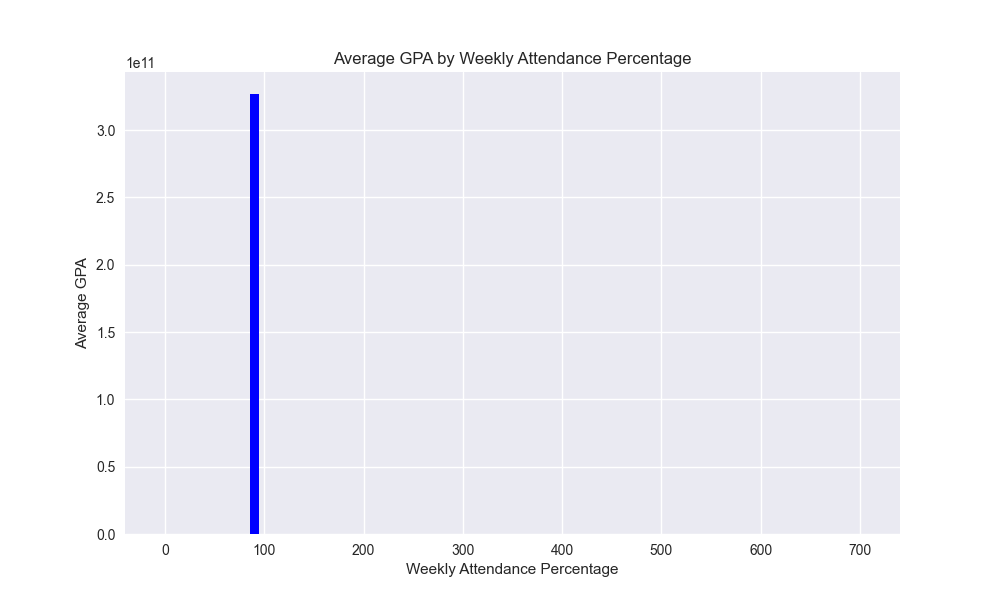 Average GPA by Weekly Attendance Percentage
1e11
3.0
2.5
2.0
1.5
1.0
0.5
0.0
Average GPA
0 100 200 300 400 500 600 700
Weekly Attendance Percentage